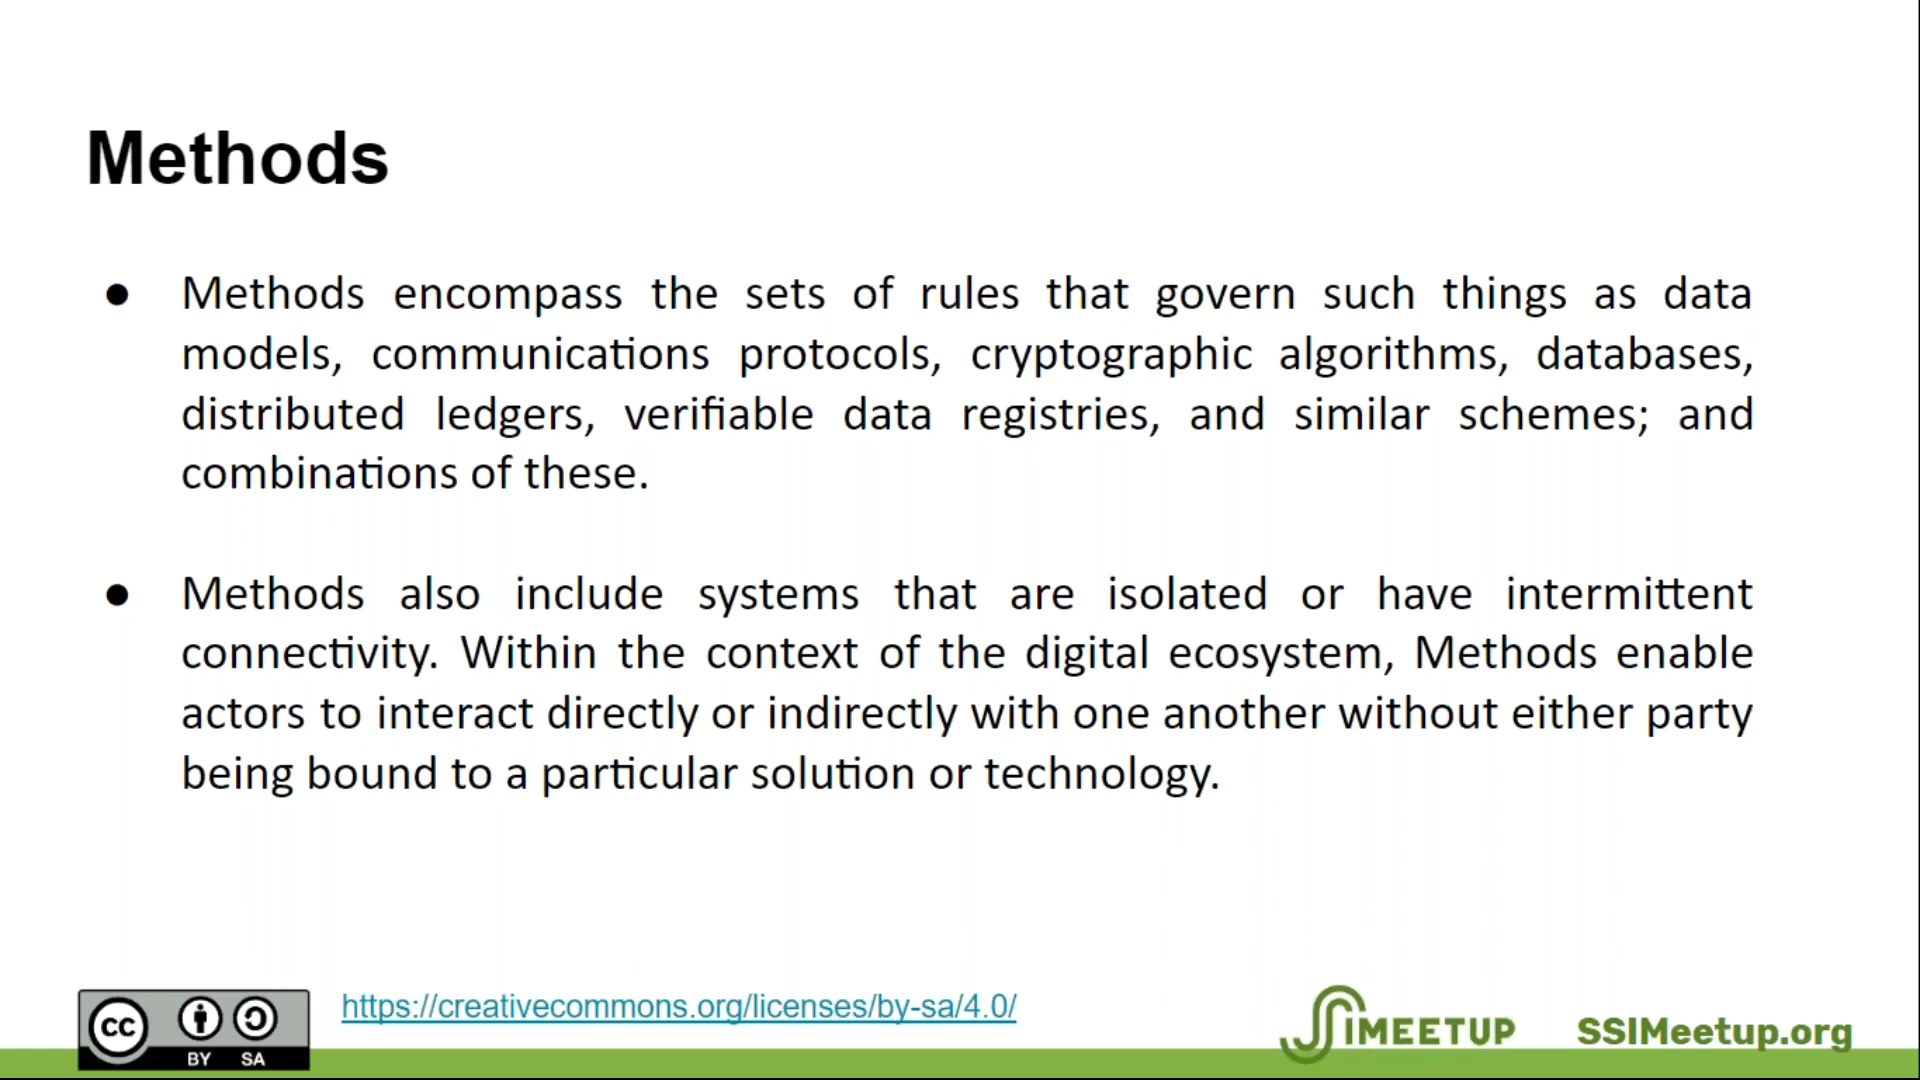 Methods
● Methods encompass the sets of rules that govern such things as data
models, communications protocols, cryptographic algorithms, databases,
distributed ledgers, verifiable data registries, and similar schemes; and
combinations of these.
● Methods also include systems that are isolated or have intermittent
connectivity. Within the context of the digital ecosystem, Methods enable
actors to interact directly or indirectly with one another without either party
being bound to a particular solution or technology.
cc
BY SA
https://creativecommons.org/licenses/by-sa/4.0/
SSIMEETUP
SSIMeetup.org